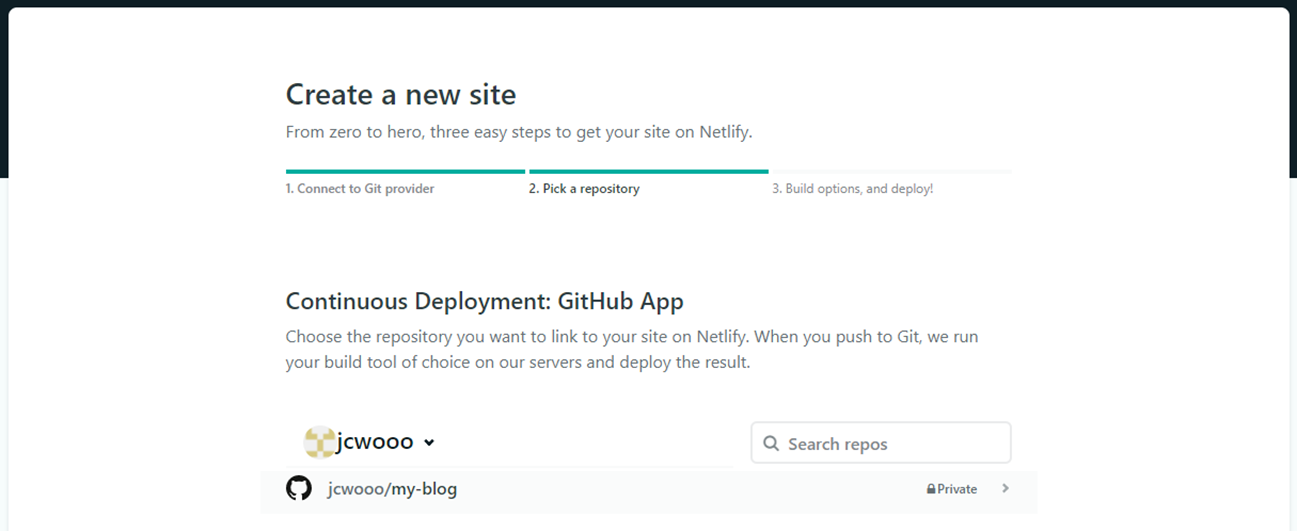 Create a new site
From zero to hero, three easy steps to get your site on Netlify.
1. Connect to Git provider
2. Pick a repository
3. Build options, and deploy!
Continuous Deployment: GitHub App
Choose the repository you want to link to your site on Netlify. When you push to Git, we run
your build tool of choice on our servers and deploy the result.
jcwooo
Search repos
jcwooo/my-blog
Private